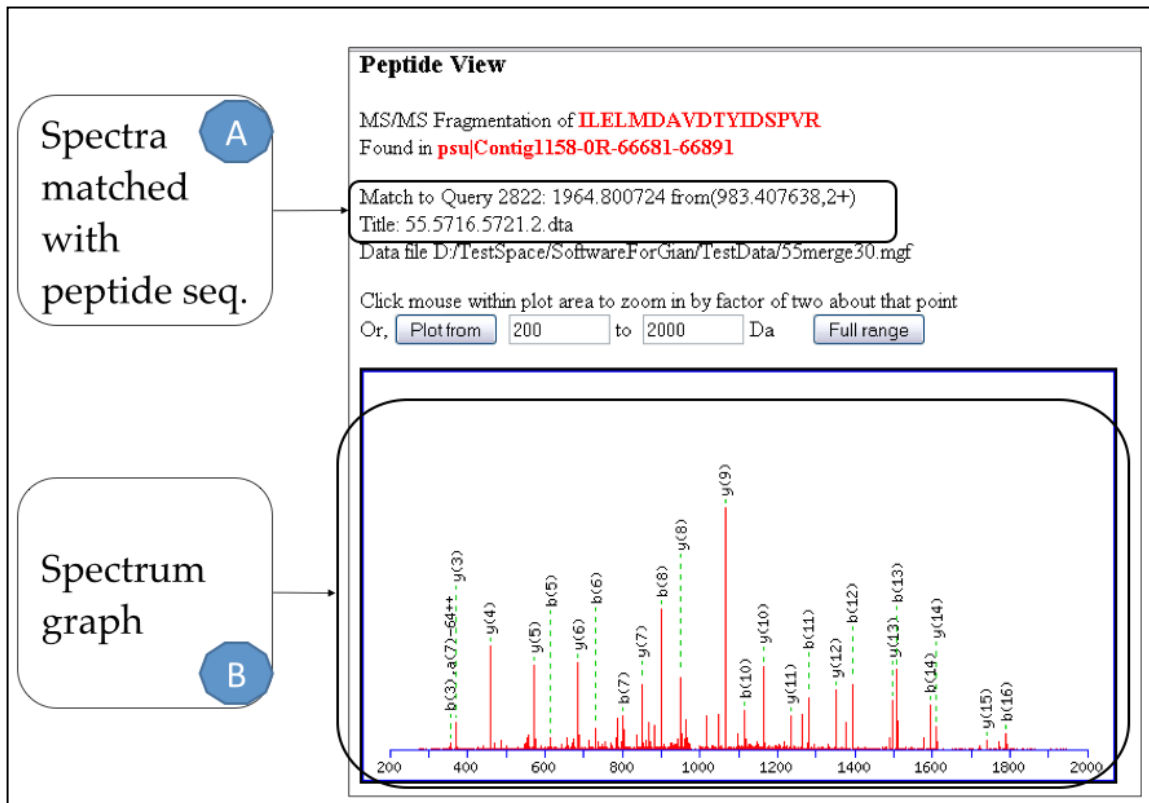 Peptide View
MS/MS Fragmentation of ILELMDAVDTYIDSPVR
Found in psu|Contig1158-0R-66681-66891
Match to Query 2822: 1964.800724 from(983.407638,2+)
Title: 55.5716.5721.2.dta
Data file D:/TestSpace/SoftwareForGian/TestData/55merge30.mgf
Click mouse within plot area to zoom in by factor of two about that point
Or, Plot from 200 to 2000 Da Full range
A
Spectra
matched
with
peptide seq.
Spectrum
graph
B
b(3),a(7)-64++
y(3)
y(4)
y(5)
b(5)
y(6)
b(6)
b(7)
y(7)
b(8)
y(8)
y(9)
b(10)
y(10)
y(11)
b(11)
y(12)
b(12)
y(13)
b(13)
b(14)
y(14)
y(15)
b(16)
200 400 600 800 1000 1200 1400 1600 1800 2000